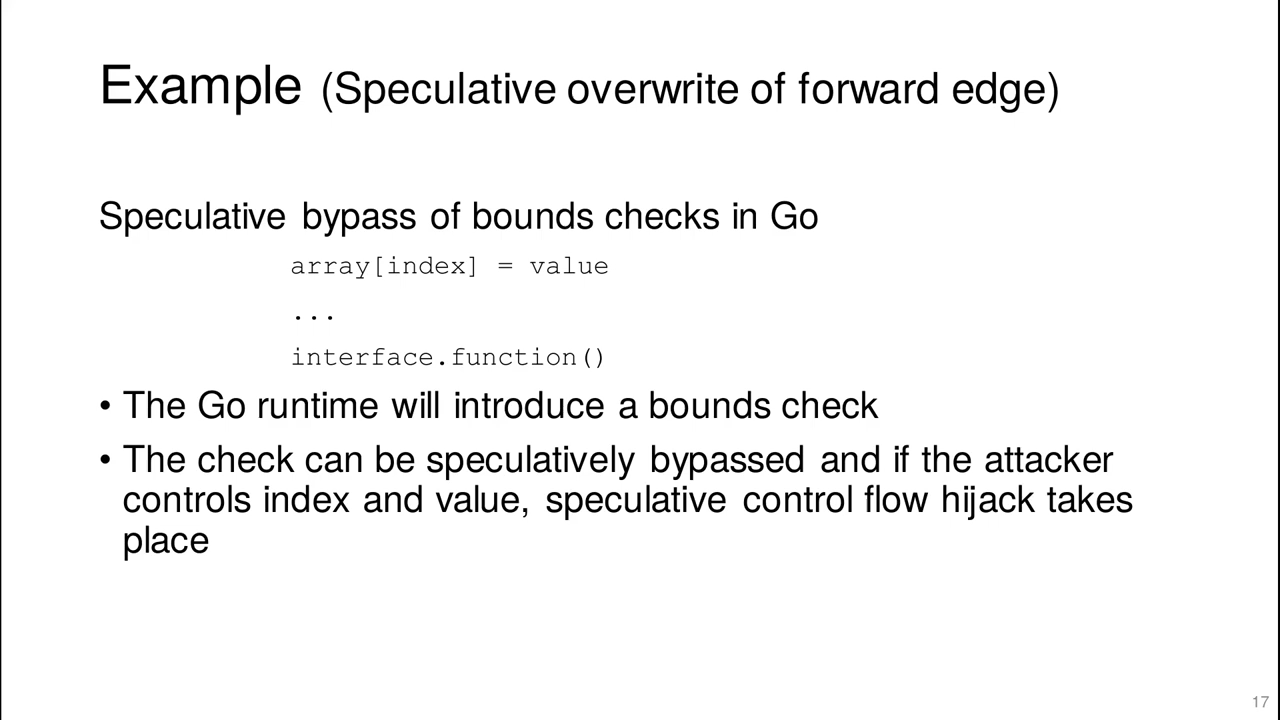 Example (Speculative overwrite of forward edge)
Speculative bypass of bounds checks in Go
array[index] = value
...
interface.function()
• The Go runtime will introduce a bounds check
• The check can be speculatively bypassed and if the attacker
controls index and value, speculative control flow hijack takes
place
17